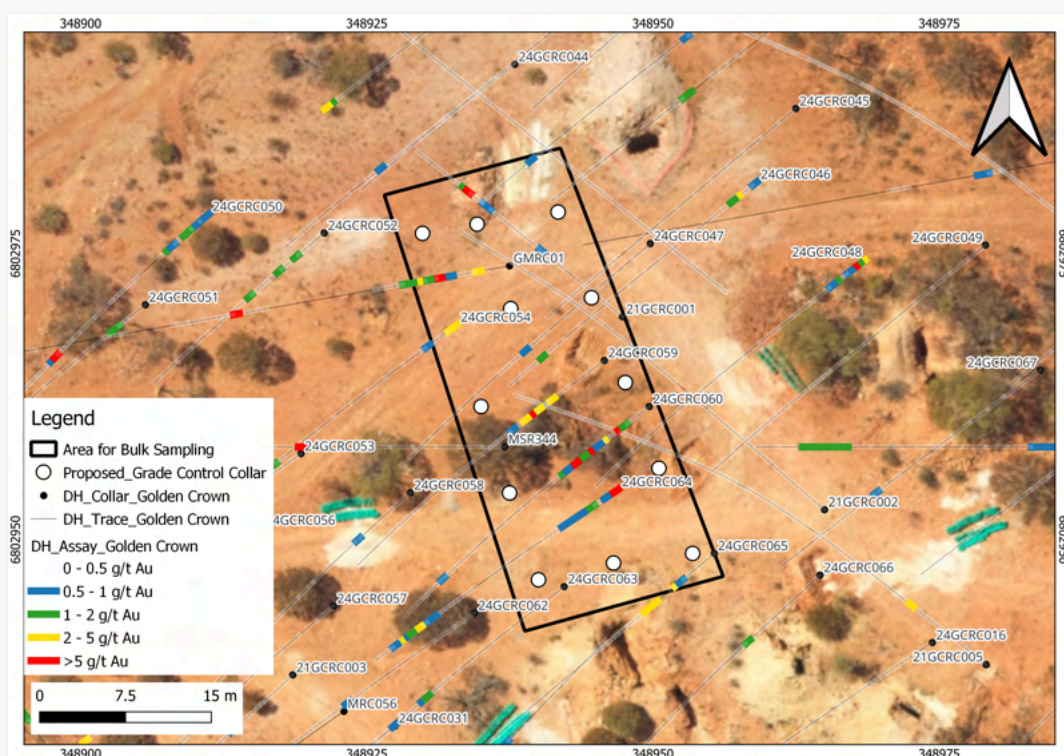 348900
348925
348950
348975
24GCRC044
24GCRC045
24GCRC046
24GCRC050
24GCRC052
24GCRC047
24GCRC049
24GCRC048
6802975
GMRC01
24GCRC051
24GCRC054
21GCRC001
24GCRC059
24GCRC067
24GCRC060
MSR344
24GCRC053
24GCRC058
24GCRC064
21GCRC002
6802950
24GCRC065
24GCRC066
24GCRC063
24GCRC057
24GCRC062
24GCRC016
21GCRC005
21GCRC003
MRC056
24GCRC031
Legend
Area for Bulk Sampling
Proposed_Grade Control Collar
DH_Collar_Golden Crown
DH_Trace_Golden Crown
DH_Assay_Golden Crown
0 - 0.5 g/t Au
0.5 - 1 g/t Au
1 - 2 g/t Au
2 - 5 g/t Au
>5 g/t Au
0 7.5 15 m
348900
348925
348950
348975